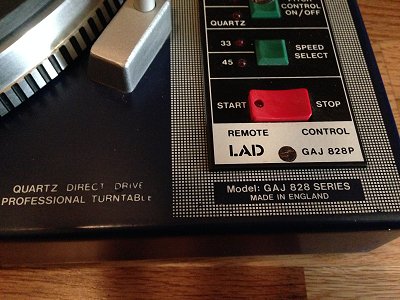 CONTROL
ON/OFF
QUARTZ
33
SPEED
SELECT
45
START STOP
REMOTE CONTROL
LAD GAJ 828P
QUARTZ DIRECT DRIVE
PROFESSIONAL TURNTABLE
Model: GAJ 828 SERIES
MADE IN ENGLAND